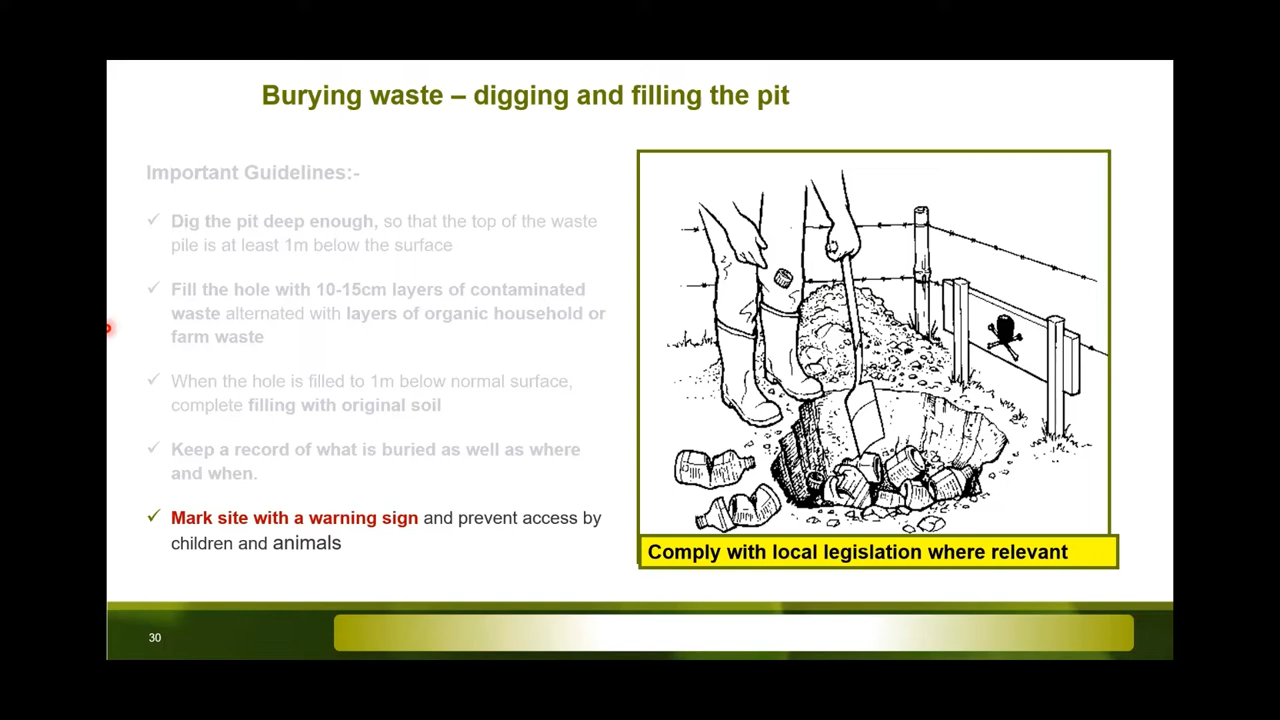 Burying waste – digging and filling the pit
Important Guidelines:-
✓ Dig the pit deep enough, so that the top of the waste
pile is at least 1m below the surface
✓ Fill the hole with 10-15cm layers of contaminated
waste alternated with layers of organic household or
farm waste
✓ When the hole is filled to 1m below normal surface,
complete filling with original soil
✓ Keep a record of what is buried as well as where
and when.
✓ Mark site with a warning sign and prevent access by
children and animals
Comply with local legislation where relevant
30